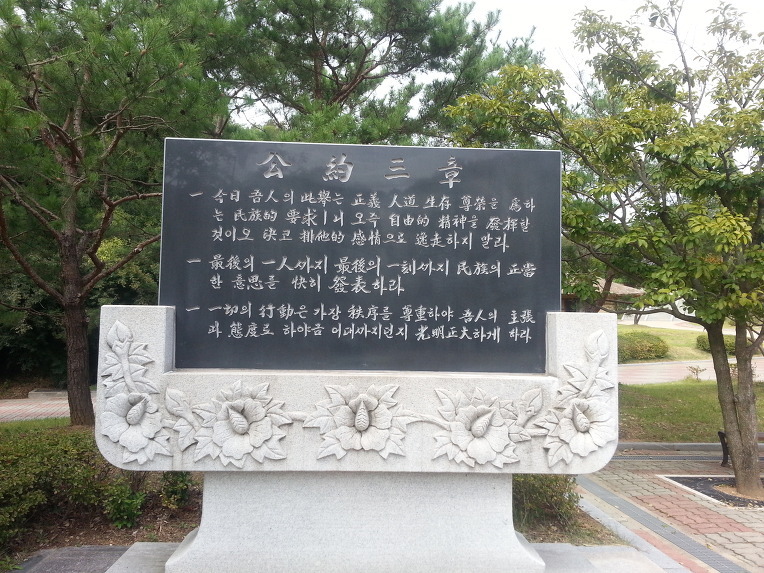 公約三章
一 今日 吾人의 此擧는 正義 人道 生存 尊榮을 爲하
는 民族的 要求ㅣ니 오즉 自由的 精神을 發揮할
것이오 决코 排他的 感情으로 逸走하지 말라
一 最後의 一人까지 最後의 一刻까지 民族의 正當
한 意思를 快히 發表하라
一 一切의 行動은 가장 秩序를 尊重하야 吾人의 主張
과 態度로 하야금 어대까지던지 光明正大하게 하라